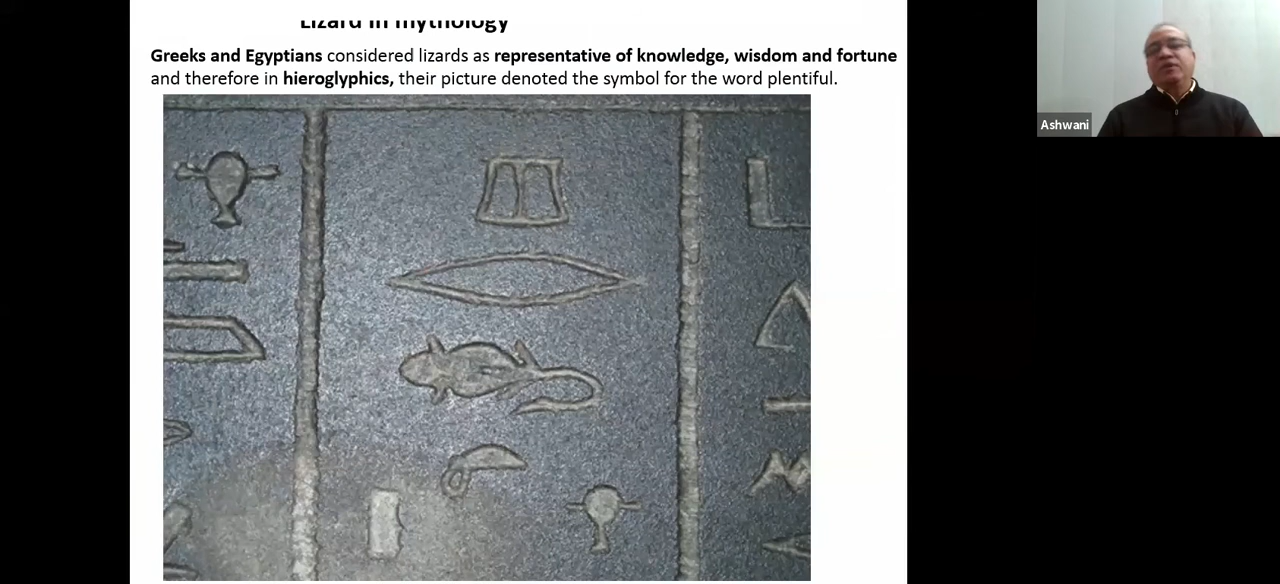 Lizard in mythology
Greeks and Egyptians considered lizards as representative of knowledge, wisdom and fortune
and therefore in hieroglyphics, their picture denoted the symbol for the word plentiful.
Ashwani